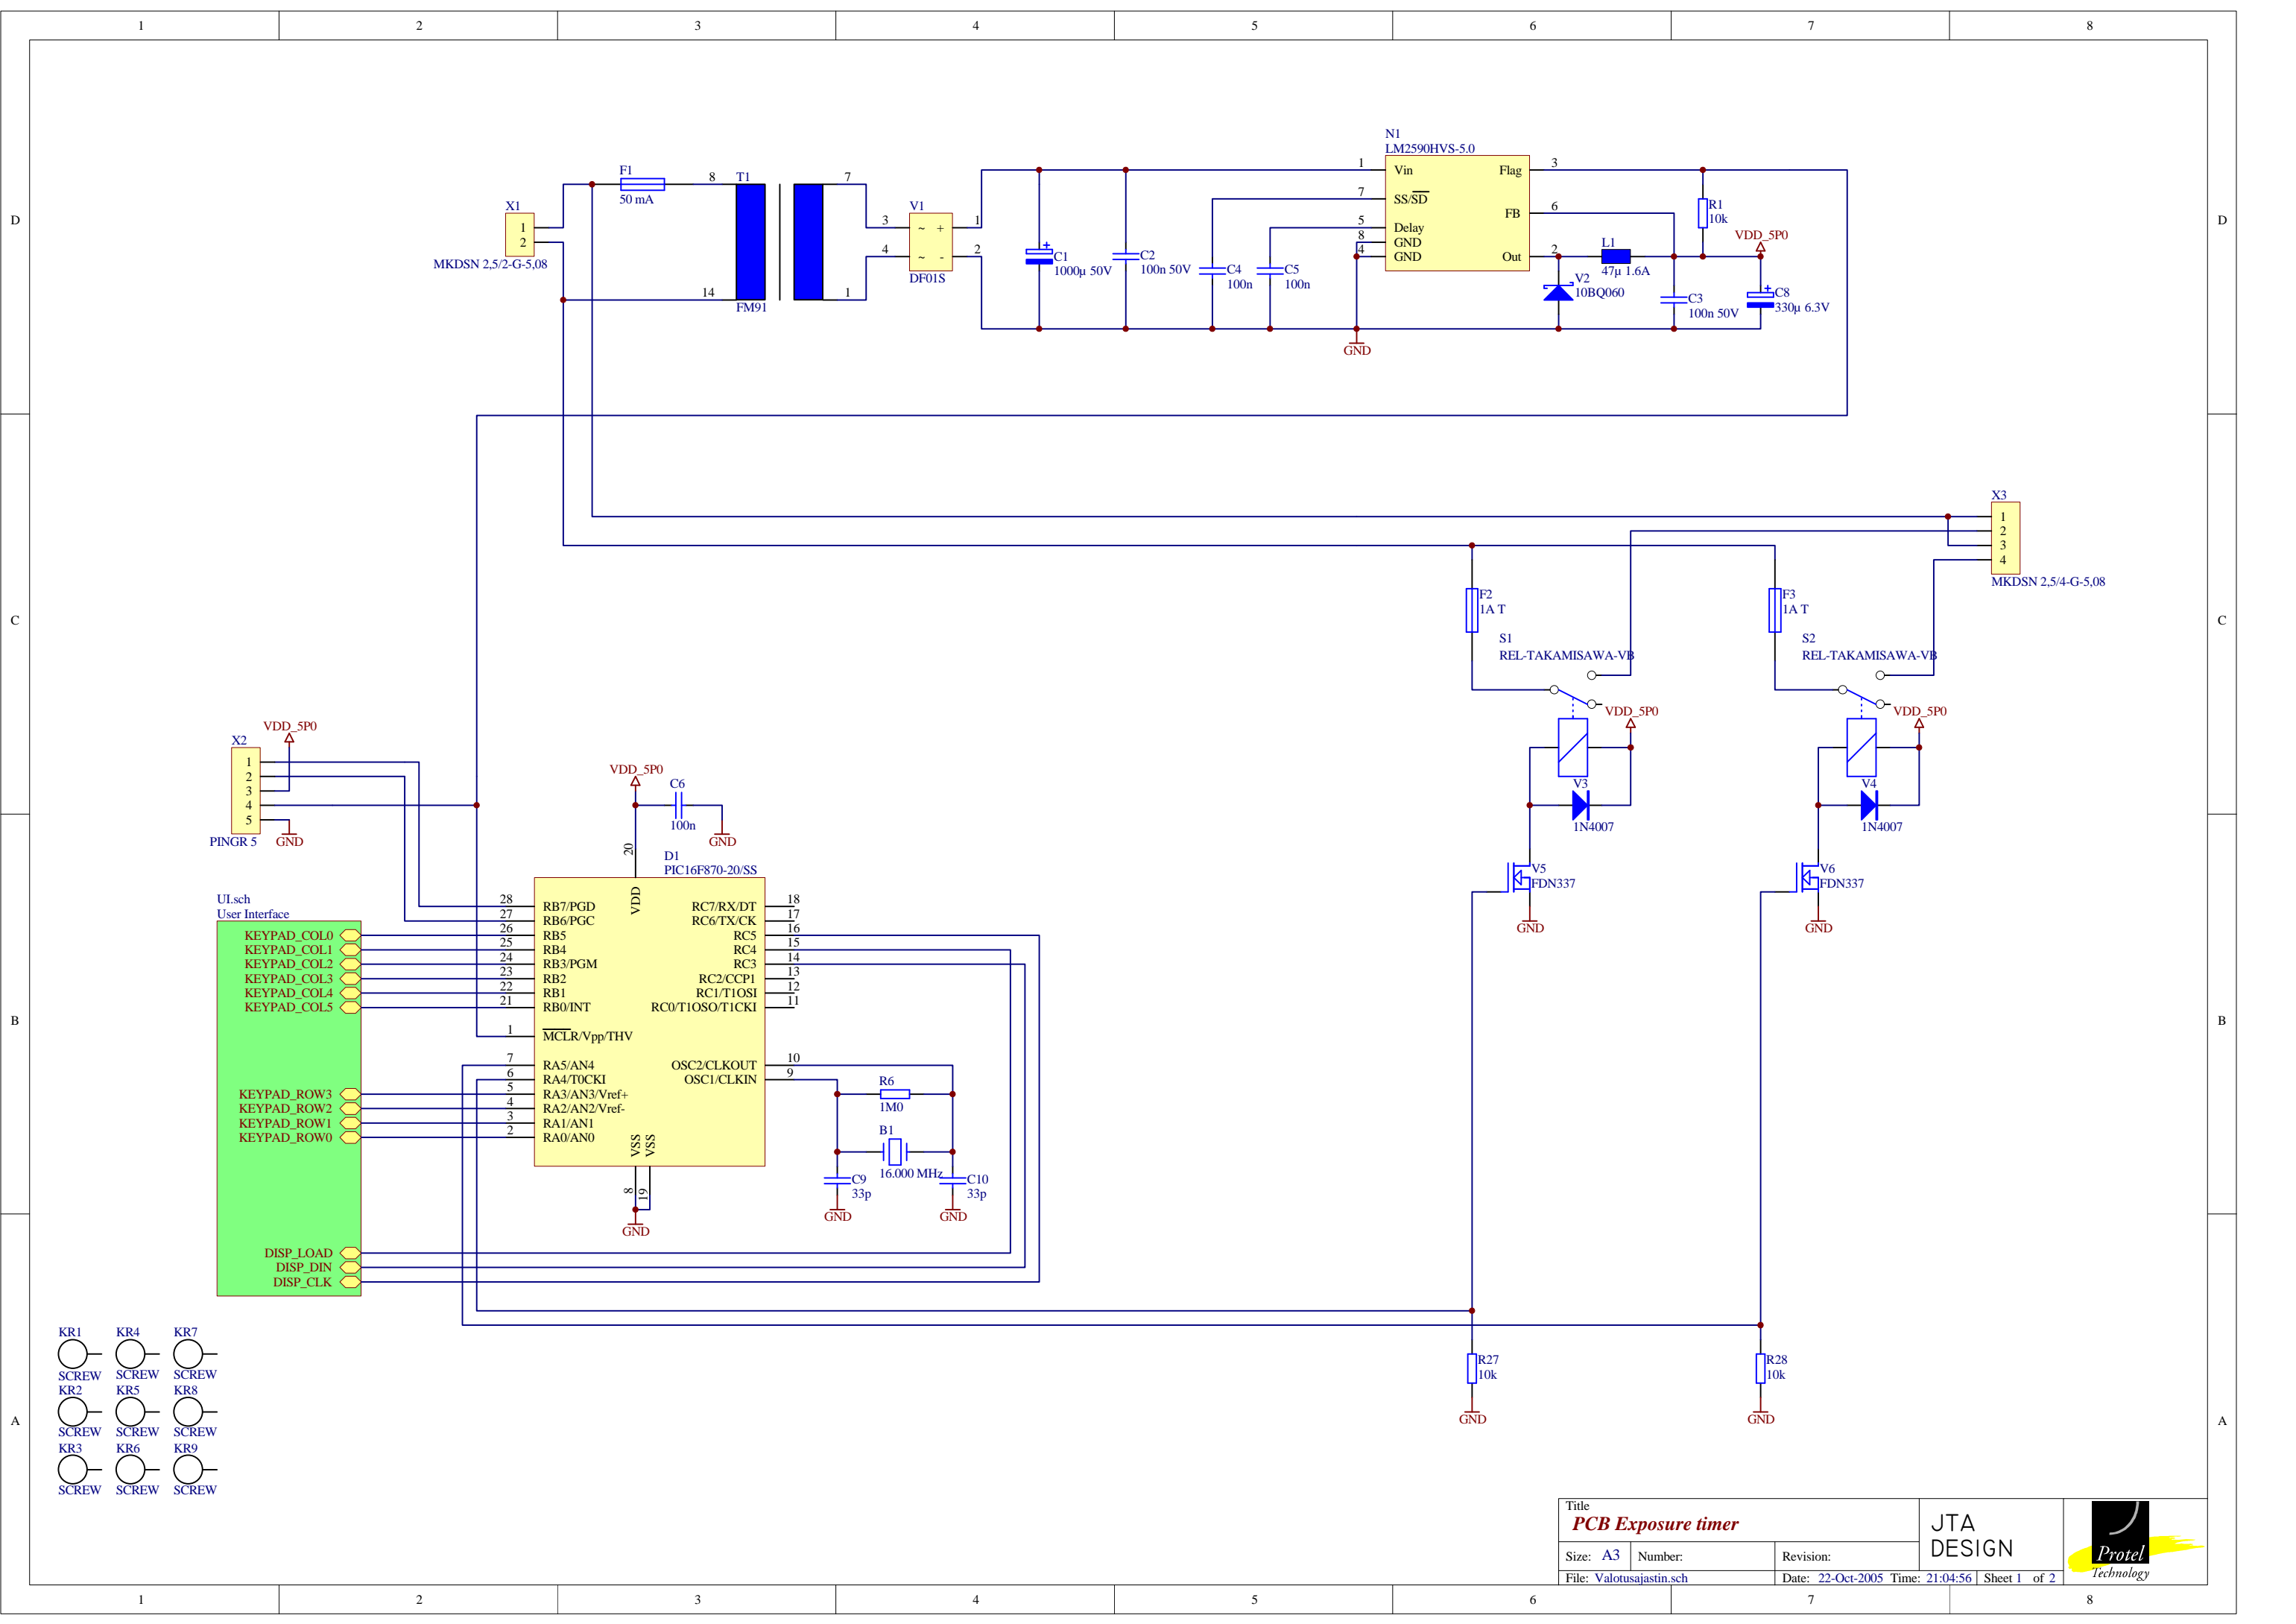 1 2 3 4 5 6 7 8
D
D
N1
LM2590HVS-5.0
F1
50 mA
8
T1
14
FM91
7
1
X1
1
2
MKDSN 2,5/2-G-5,08
V1
3
4
~ +
~ -
1
2
DF01S
C1
1000µ 50V
C2
100n 50V
C4
100n
C5
100n
1 Vin
7 SS/SD
5 Delay
8 GND
4 GND
Flag 3
FB 6
Out 2
R1
10k
VDD_5P0
L1
47µ 1.6A
V2
10BQ060
C3
100n 50V
C8
330µ 6.3V
GND
C
C
X3
1
2
3
4
MKDSN 2,5/4-G-5,08
F2
1A T
F3
1A T
S1
REL-TAKAMISAWA-VB
S2
REL-TAKAMISAWA-VB
VDD_5P0
VDD_5P0
V3
1N4007
V4
1N4007
V5
FDN337
V6
FDN337
GND
GND
VDD_5P0
X2
1
2
3
4
5
PINGR 5
GND
VDD_5P0
C6
100n
GND
20
D1
PIC16F870-20/SS
VDD
28 RB7/PGD
27 RB6/PGC
26 RB5
25 RB4
24 RB3/PGM
23 RB2
22 RB1
21 RB0/INT
1 MCLR/Vpp/THV
7 RA5/AN4
6 RA4/T0CKI
5 RA3/AN3/Vref+
4 RA2/AN2/Vref-
3 RA1/AN1
2 RA0/AN0
RC7/RX/DT 18
RC6/TX/CK 17
RC5 16
RC4 15
RC3 14
RC2/CCP1 13
RC1/T1OSI 12
RC0/T1OSO/T1CKI 11
OSC2/CLKOUT 10
OSC1/CLKIN 9
VSS
VSS
8
19
GND
UI.sch
User Interface
KEYPAD_COL0
KEYPAD_COL1
KEYPAD_COL2
KEYPAD_COL3
KEYPAD_COL4
KEYPAD_COL5
KEYPAD_ROW3
KEYPAD_ROW2
KEYPAD_ROW1
KEYPAD_ROW0
DISP_LOAD
DISP_DIN
DISP_CLK
B
B
R6
1M0
B1
16.000 MHz
C9
33p
C10
33p
GND
GND
R27
10k
GND
R28
10k
GND
A
A
KR1 KR4 KR7
SCREW SCREW SCREW
KR2 KR5 KR8
SCREW SCREW SCREW
KR3 KR6 KR9
SCREW SCREW SCREW
Title
PCB Exposure timer
JTA
DESIGN
Size: A3 Number: Revision:
File: Valotusajastin.sch Date: 22-Oct-2005 Time: 21:04:56 Sheet 1 of 2
Protel
Technology
1 2 3 4 5 6 7 8